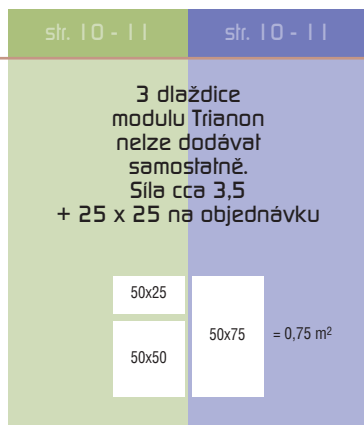 str. 10 - 11
str. 10 - 11
3 dlaždice
modulu Trianon
nelze dodávat
samostatně.
Síla cca 3,5
+ 25 x 25 na objednávku
50x25
50x50
50x75
= 0,75 m²